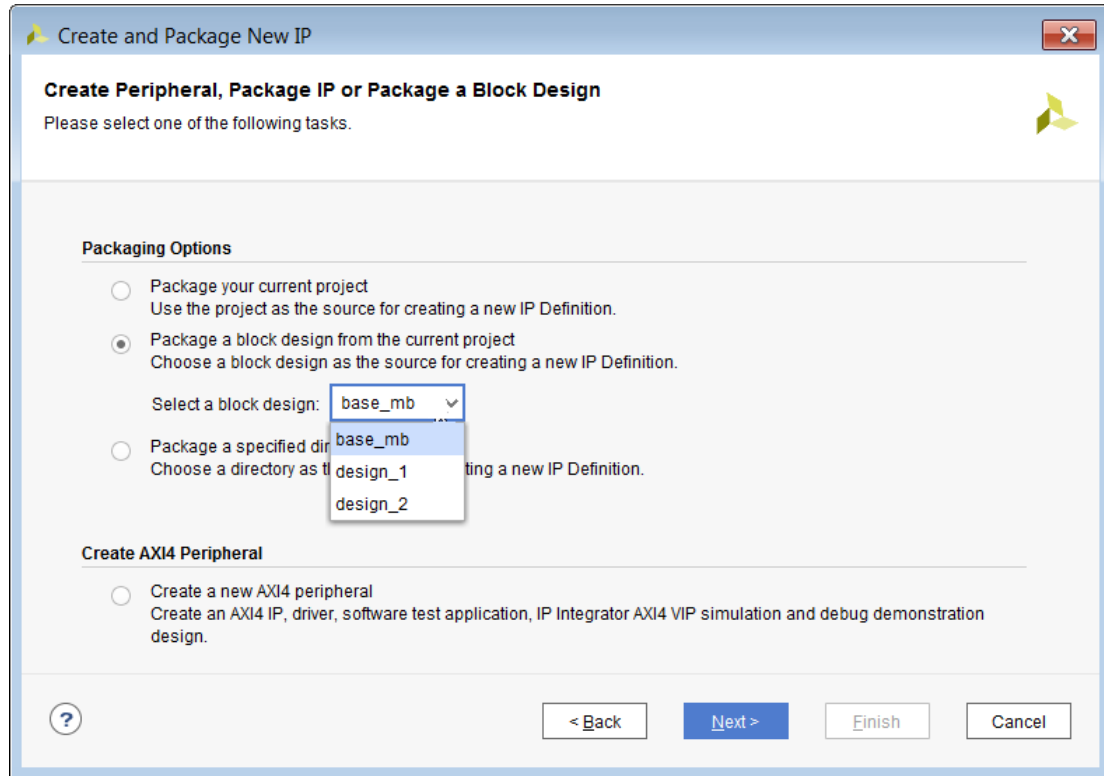 Create and Package New IP
Create Peripheral, Package IP or Package a Block Design
Please select one of the following tasks.
Packaging Options
Package your current project
Use the project as the source for creating a new IP Definition.
Package a block design from the current project
Choose a block design as the source for creating a new IP Definition.
Select a block design: base_mb
base_mb
design_1
design_2
Package a specified dir
Choose a directory as t ting a new IP Definition.
Create AXI4 Peripheral
Create a new AXI4 peripheral
Create an AXI4 IP, driver, software test application, IP Integrator AXI4 VIP simulation and debug demonstration
design.
?
< Back
Next >
Finish
Cancel